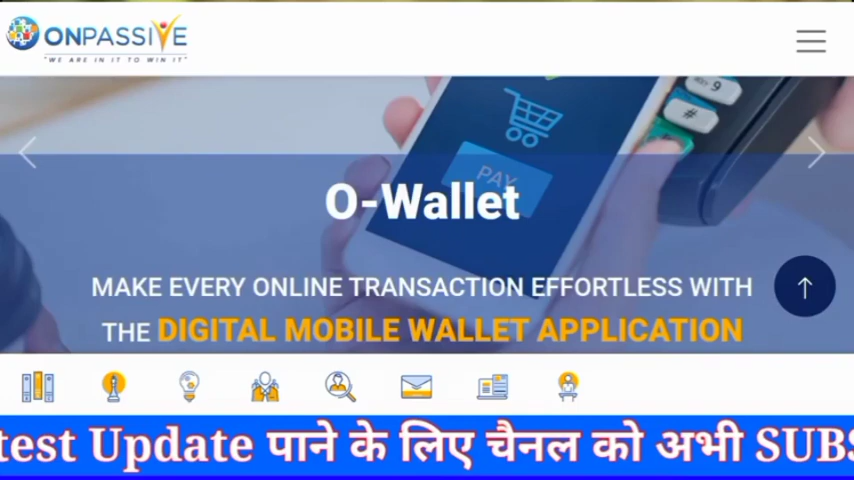 ONPASSIVE
"WE ARE IN IT TO WIN IT"
9
#
PAY
O-Wallet
MAKE EVERY ONLINE TRANSACTION EFFORTLESS WITH
THE DIGITAL MOBILE WALLET APPLICATION
test Update पाने के लिए चैनल को अभी SUBS